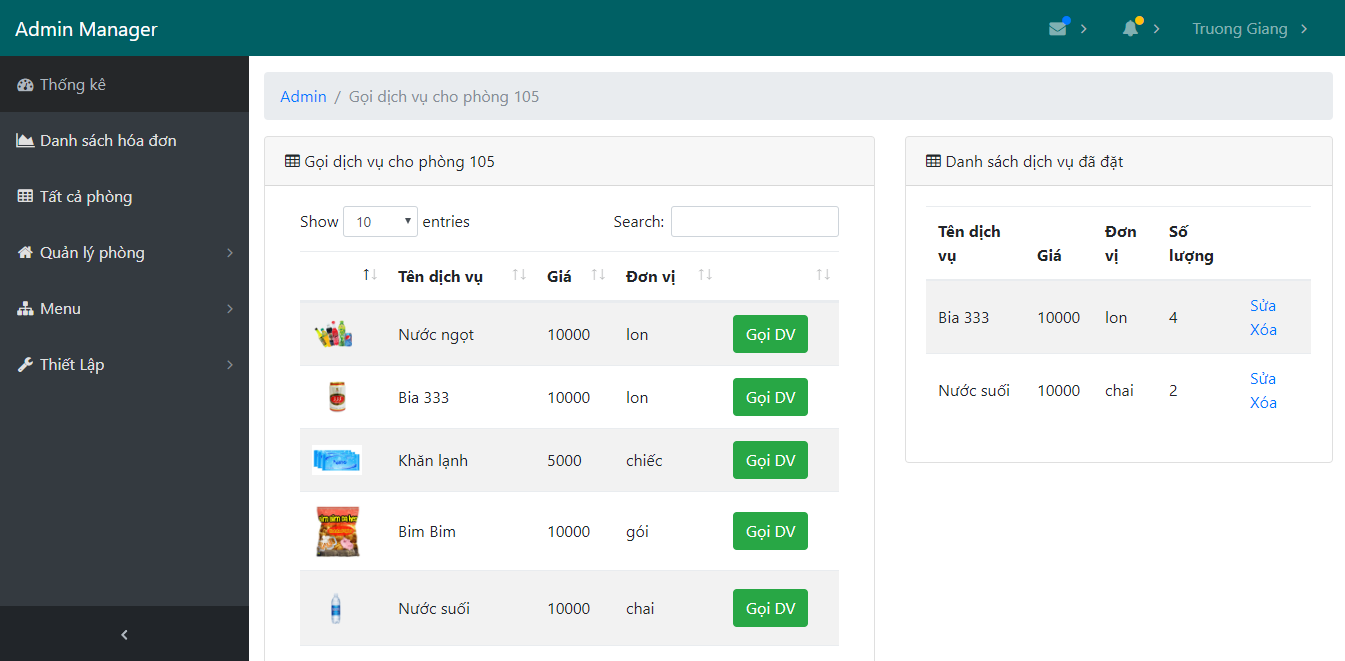 Admin Manager
Truong Giang
Thống kê
Danh sách hóa đơn
Tất cả phòng
Quản lý phòng
Menu
Thiết Lập
Admin / Gọi dịch vụ cho phòng 105
Gọi dịch vụ cho phòng 105
Show 10 entries Search:
Tên dịch vụ Giá Đơn vị
Nước ngọt 10000 lon Gọi DV
Bia 333 10000 lon Gọi DV
Khăn lạnh 5000 chiếc Gọi DV
Bim Bim 10000 gói Gọi DV
Nước suối 10000 chai Gọi DV
Danh sách dịch vụ đã đặt
Tên dịch Đơn Số
vụ Giá vị lượng
Bia 333 10000 lon 4 Sửa
Xóa
Nước suối 10000 chai 2 Sửa
Xóa